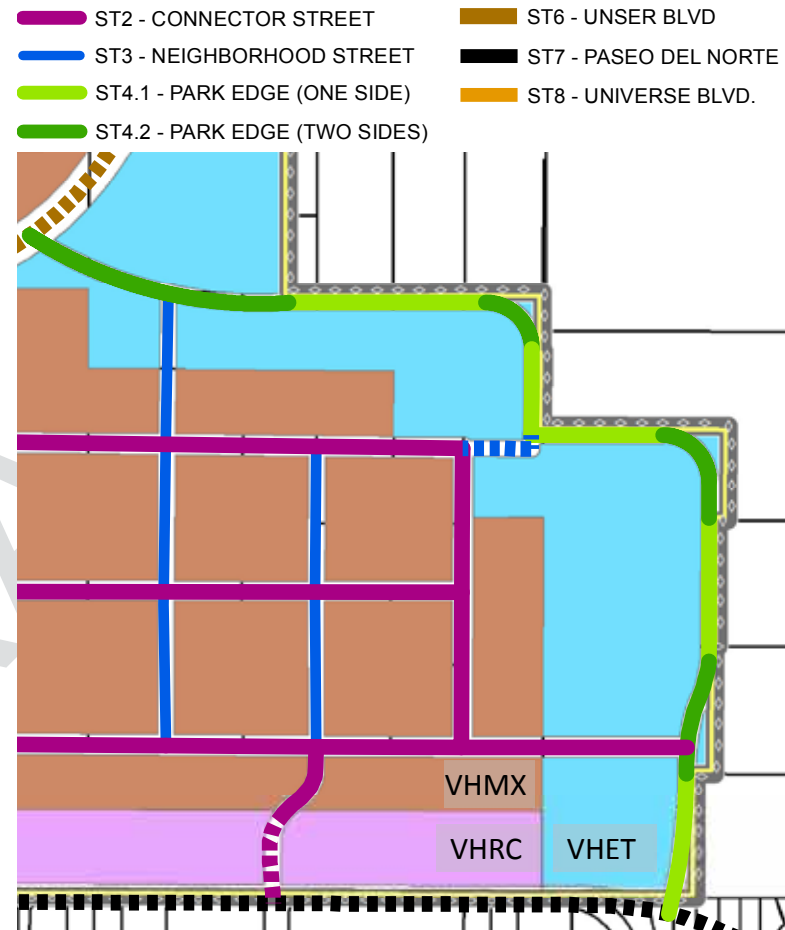 ST2 - CONNECTOR STREET
ST3 - NEIGHBORHOOD STREET
ST4.1 - PARK EDGE (ONE SIDE)
ST4.2 - PARK EDGE (TWO SIDES)
ST6 - UNSER BLVD
ST7 - PASEO DEL NORTE
ST8 - UNIVERSE BLVD.
VHMX
VHRC
VHET